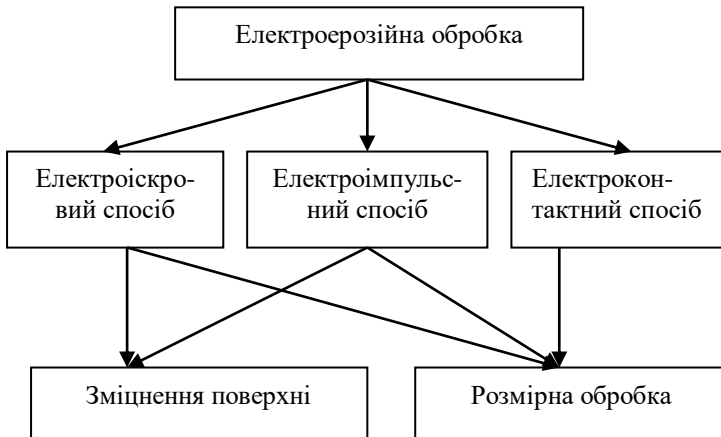 Електроерозійна обробка
Електроіскро-
вий спосіб
Електроімпульс-
ний спосіб
Електрокон-
тактний спосіб
Зміцнення поверхні
Розмірна обробка